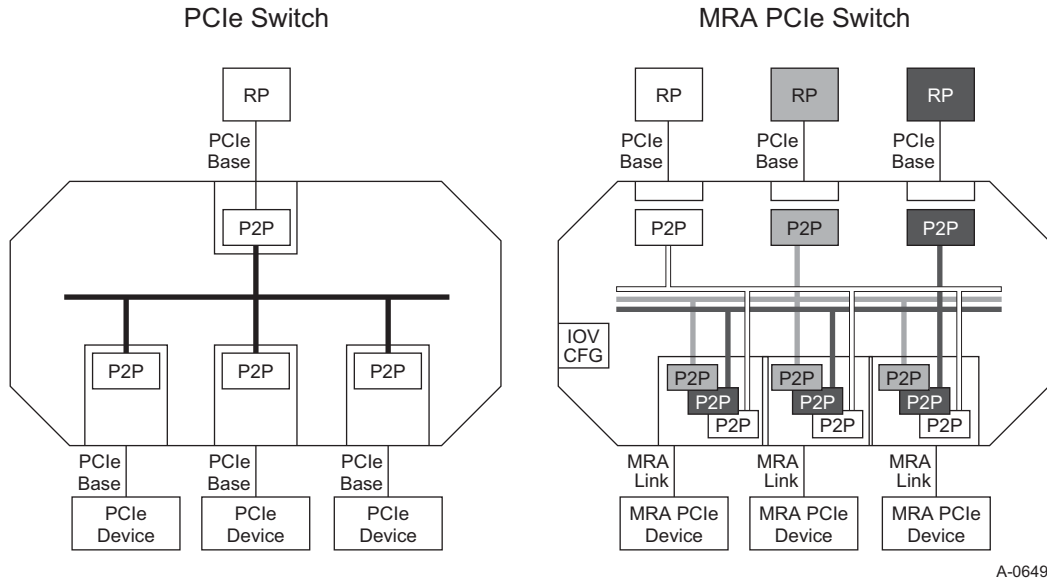 PCIe Switch
MRA PCIe Switch
RP
RP
RP
RP
PCIe
Base
PCIe
Base
PCIe
Base
PCIe
Base
P2P
P2P
P2P
P2P
IOV
CFG
P2P
P2P
P2P
P2P
P2P
P2P
P2P
P2P
P2P
P2P
P2P
P2P
PCIe
Base
PCIe
Base
PCIe
Base
MRA
Link
MRA
Link
MRA
Link
PCIe
Device
PCIe
Device
PCIe
Device
MRA PCIe
Device
MRA PCIe
Device
MRA PCIe
Device
A-0649